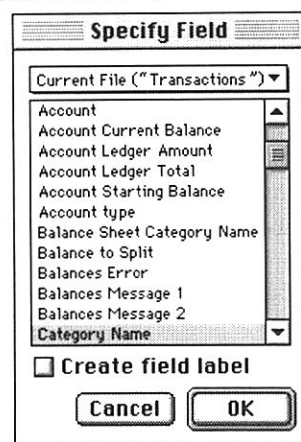 Specify Field
Current File ("Transactions")
Account
Account Current Balance
Account Ledger Amount
Account Ledger Total
Account Starting Balance
Account type
Balance Sheet Category Name
Balance to Split
Balances Error
Balances Message 1
Balances Message 2
Category Name
Create field label
Cancel
OK